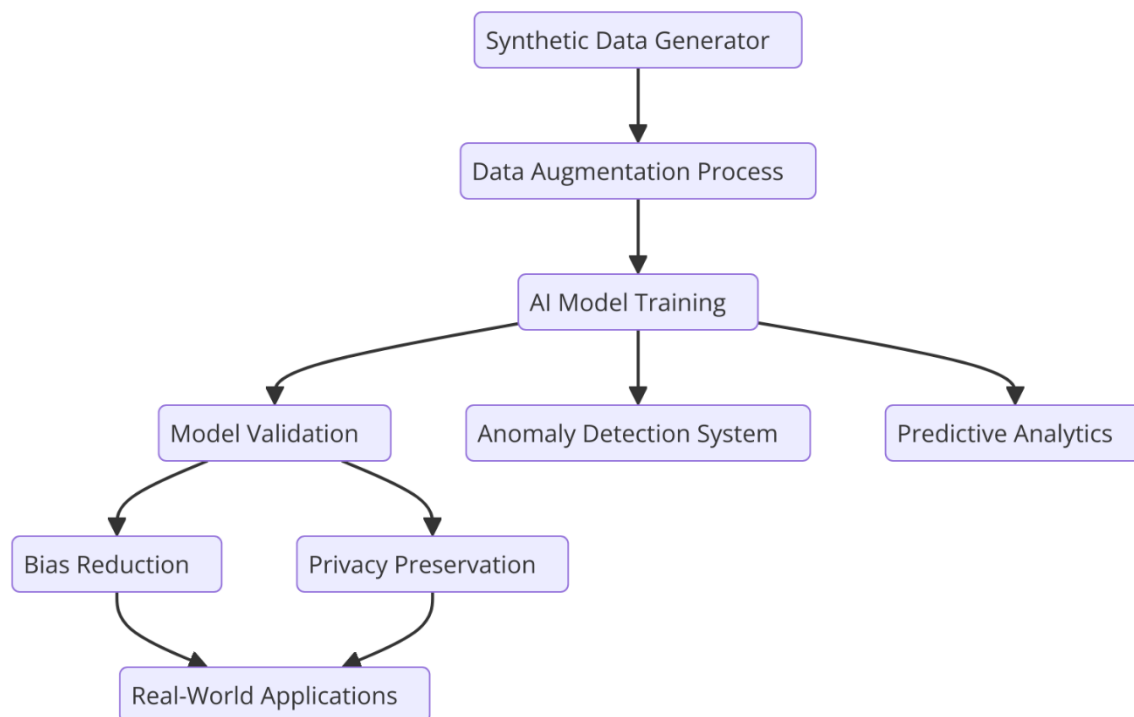 Synthetic Data Generator
Data Augmentation Process
AI Model Training
Model Validation
Anomaly Detection System
Predictive Analytics
Bias Reduction
Privacy Preservation
Real-World Applications